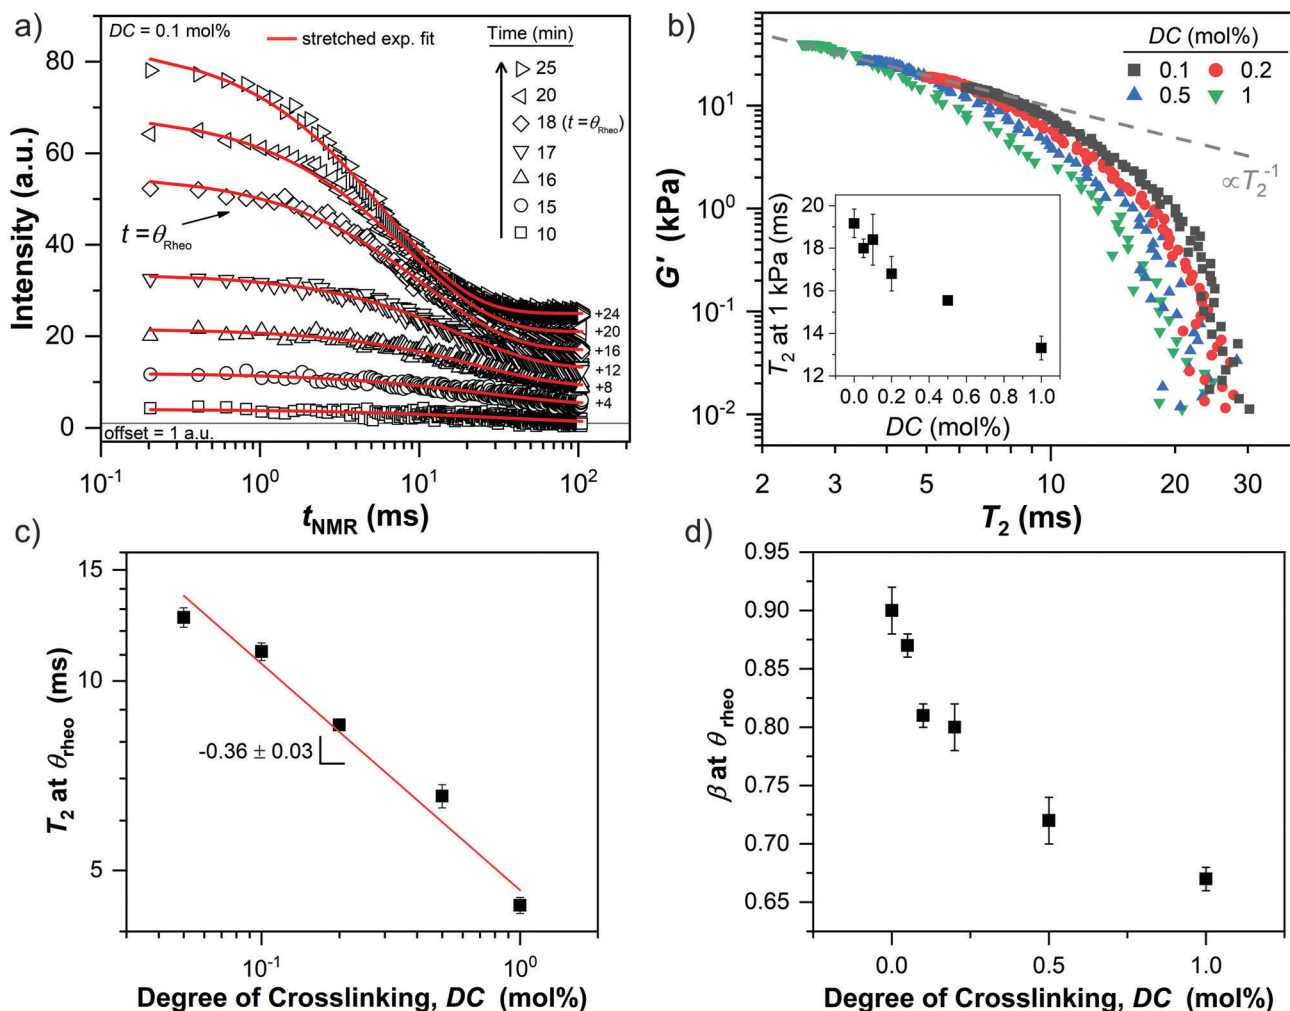 a)
DC = 0.1 mol%
stretched exp. fit
Time (min)
25
20
18 (t = θRheo)
17
16
15
10
t = θRheo
+24
+20
+16
+12
+8
+4
offset = 1 a.u.
Intensity (a.u.)
80
60
40
20
0
10⁻¹
10⁰
10¹
10²
tNMR (ms)
b)
DC (mol%)
0.1
0.2
0.5
1
∝T₂⁻¹
G′ (kPa)
10¹
10⁰
10⁻¹
10⁻²
2
5
10
20
30
T₂ (ms)
T₂ at 1 kPa (ms)
20
19
18
16
14
13
12
0.0
0.2
0.4
0.6
0.8
1.0
DC (mol%)
c)
T₂ at θrheo (ms)
15
10
5
-0.36 ± 0.03
10⁻¹
10⁰
Degree of Crosslinking, DC (mol%)
d)
β at θrheo
0.95
0.90
0.85
0.80
0.75
0.70
0.65
0.0
0.5
1.0
Degree of Crosslinking, DC (mol%)